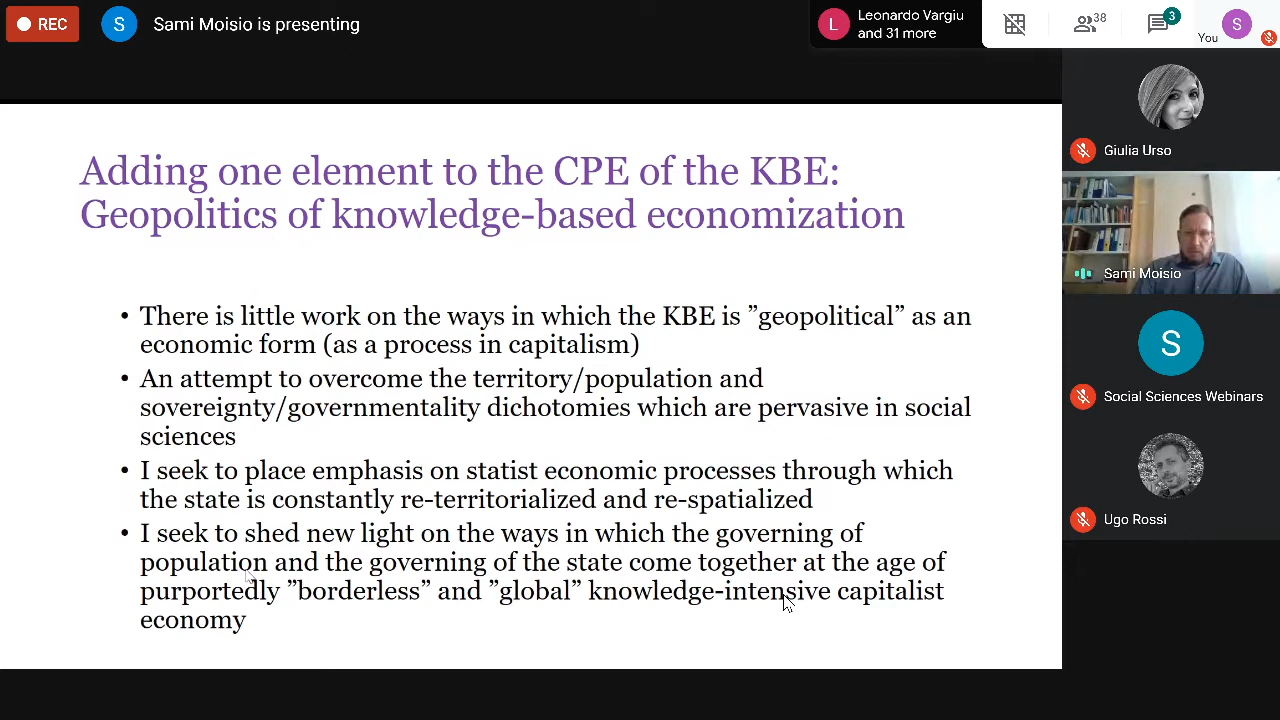 REC
S
Sami Moisio is presenting
L
Leonardo Vargiu
and 31 more
38
3
You
S
Giulia Urso
Sami Moisio
S
Social Sciences Webinars
Ugo Rossi
Adding one element to the CPE of the KBE:
Geopolitics of knowledge-based economization
• There is little work on the ways in which the KBE is ”geopolitical” as an
economic form (as a process in capitalism)
• An attempt to overcome the territory/population and
sovereignty/governmentality dichotomies which are pervasive in social
sciences
• I seek to place emphasis on statist economic processes through which
the state is constantly re-territorialized and re-spatialized
• I seek to shed new light on the ways in which the governing of
population and the governing of the state come together at the age of
purportedly ”borderless” and ”global” knowledge-intensive capitalist
economy